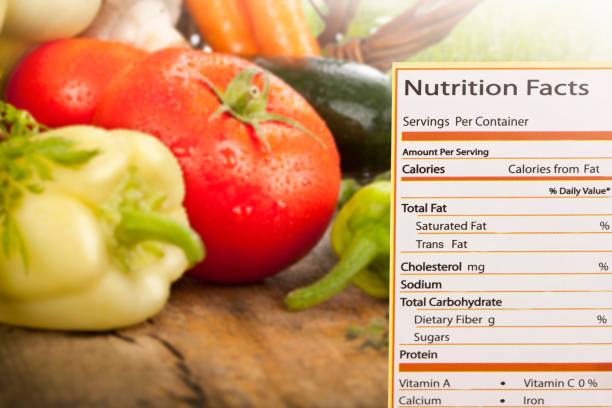 Nutrition Facts
Servings Per Container
Amount Per Serving
Calories Calories from Fat
% Daily Value*
Total Fat
Saturated Fat %
Trans Fat
Cholesterol mg %
Sodium
Total Carbohydrate
Dietary Fiber g %
Sugars
Protein
Vitamin A • Vitamin C 0 %
Calcium • Iron